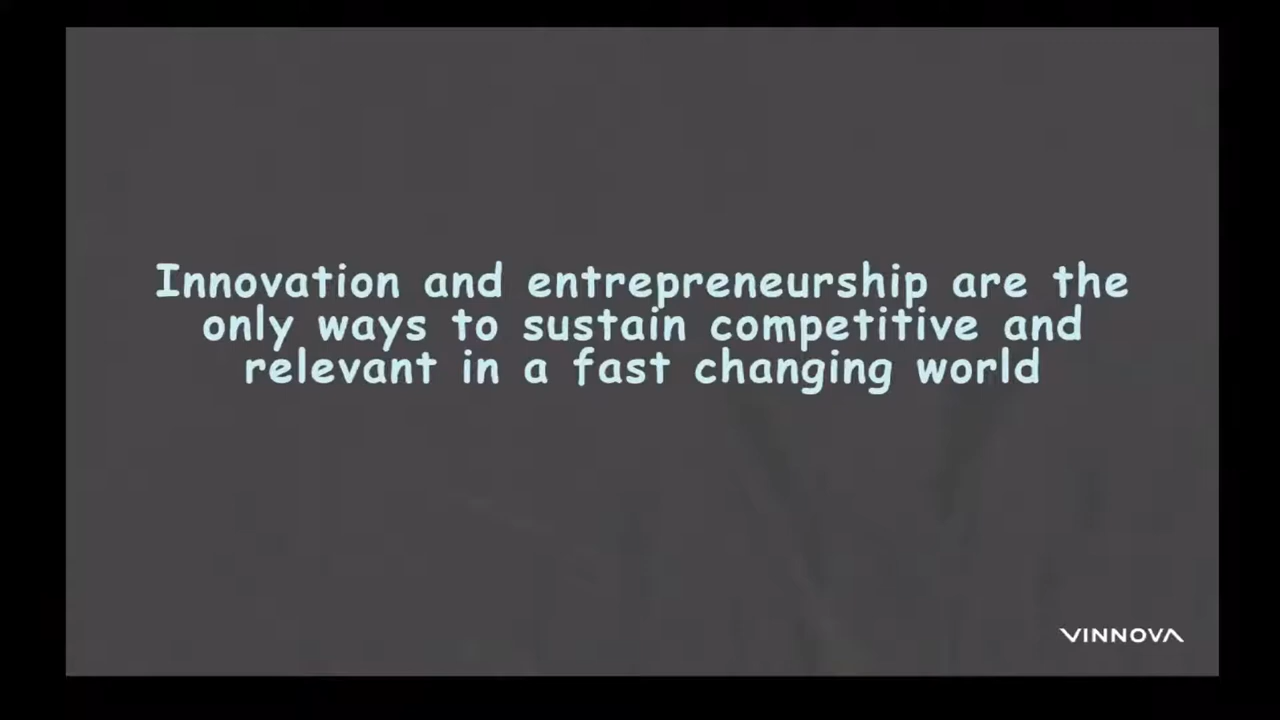 Innovation and entrepreneurship are the
only ways to sustain competitive and
relevant in a fast changing world
VINNOVA